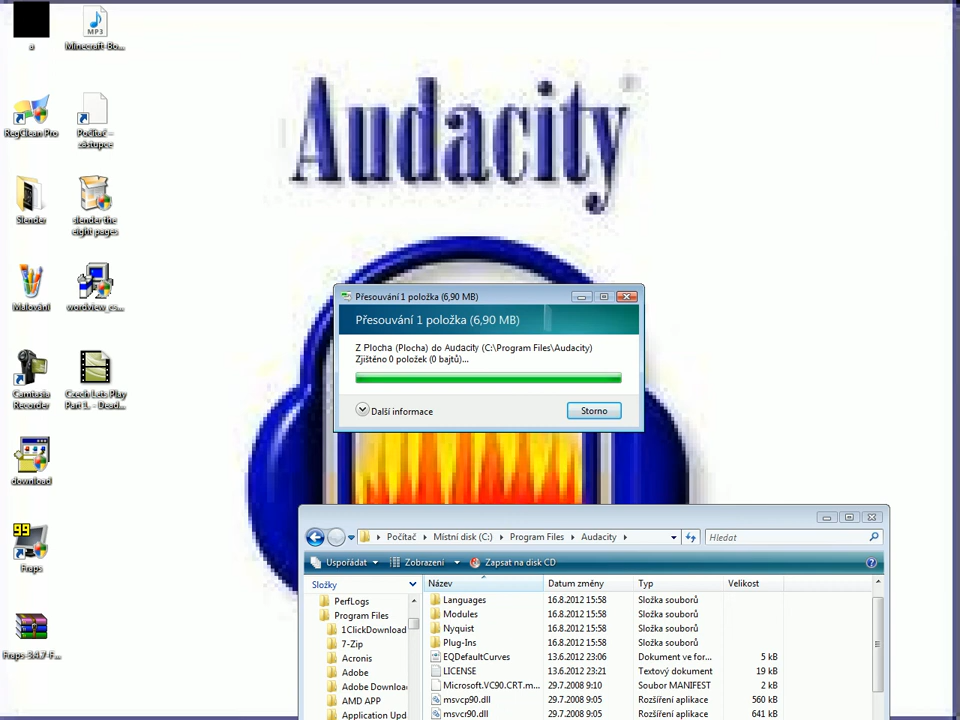 Audacity
a
Minecraft-Bo...
RegClean Pro
Počítač –
zástupce
Slender
slender the
eight pages
Malování
wordview_cs...
Camtasia
Recorder
Czech Lets Play
Part 1. - Dead...
download
99
Fraps
Fraps-3.4.7-F...
MP3
Přesouvání 1 položka (6,90 MB)
Přesouvání 1 položka (6,90 MB)
Z Plocha (Plocha) do Audacity (C:\Program Files\Audacity)
Zjištěno 0 položek (0 bajtů)...
Další informace
Storno
Počítač
Místní disk (C:)
Program Files
Audacity
Hledat
Uspořádat
Zobrazení
Zapsat na disk CD
Složky
Název
Datum změny
Typ
Velikost
PerfLogs
Program Files
1ClickDownload
7-Zip
Acronis
Adobe
Adobe Downloa
AMD APP
Application Upd
Languages 16.8.2012 15:58 Složka souborů
Modules 16.8.2012 15:58 Složka souborů
Nyquist 16.8.2012 15:58 Složka souborů
Plug-Ins 16.8.2012 15:58 Složka souborů
EQDefaultCurves 13.6.2012 23:06 Dokument ve for... 5 kB
LICENSE 13.6.2012 23:21 Textový dokument 19 kB
Microsoft.VC90.CRT.m... 29.7.2008 9:10 Soubor MANIFEST 2 kB
msvcp90.dll 29.7.2008 9:05 Rozšíření aplikace 560 kB
msvcr90.dll 29.7.2008 9:05 Rozšíření aplikace 641 kB